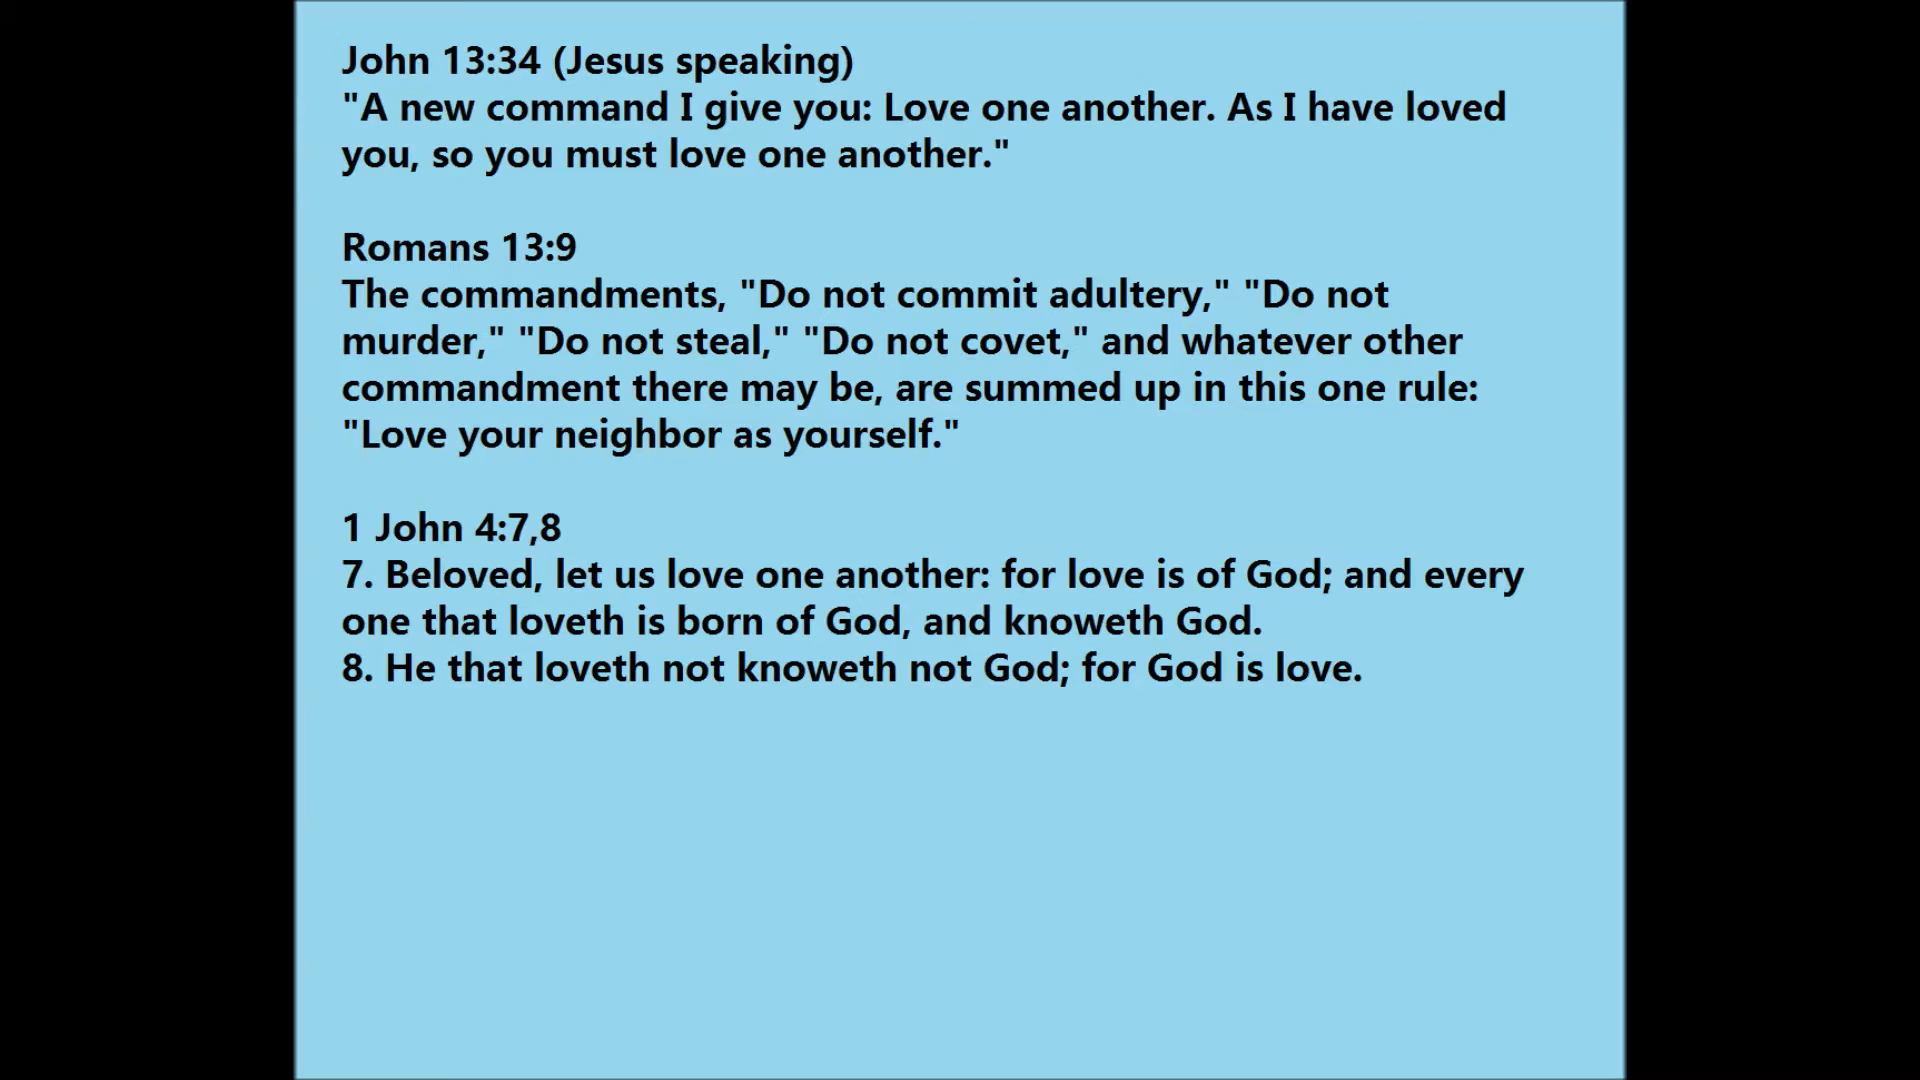 John 13:34 (Jesus speaking)
"A new command I give you: Love one another. As I have loved
you, so you must love one another."
Romans 13:9
The commandments, "Do not commit adultery," "Do not
murder," "Do not steal," "Do not covet," and whatever other
commandment there may be, are summed up in this one rule:
"Love your neighbor as yourself."
1 John 4:7,8
7. Beloved, let us love one another: for love is of God; and every
one that loveth is born of God, and knoweth God.
8. He that loveth not knoweth not God; for God is love.